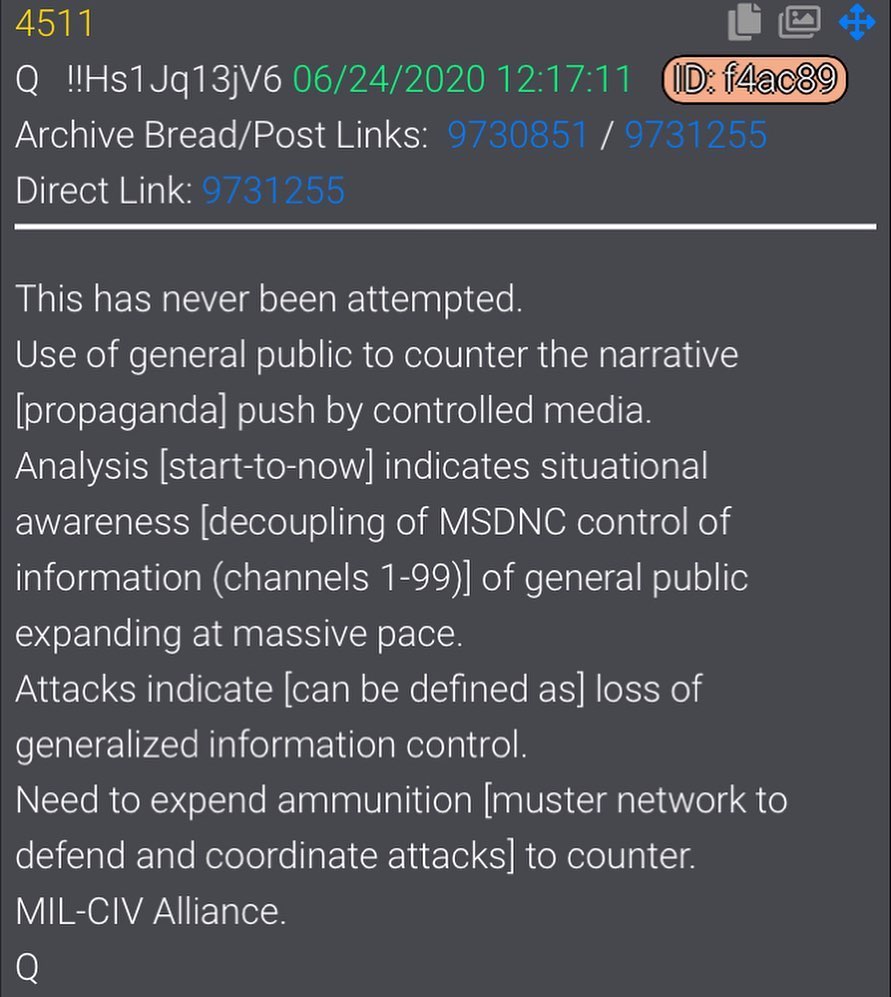 4511
Q !!Hs1Jq13jV6 06/24/2020 12:17:11 ID: f4ac89
Archive Bread/Post Links: 9730851 / 9731255
Direct Link: 9731255
This has never been attempted.
Use of general public to counter the narrative
[propaganda] push by controlled media.
Analysis [start-to-now] indicates situational
awareness [decoupling of MSDNC control of
information (channels 1-99)] of general public
expanding at massive pace.
Attacks indicate [can be defined as] loss of
generalized information control.
Need to expend ammunition [muster network to
defend and coordinate attacks] to counter.
MIL-CIV Alliance.
Q